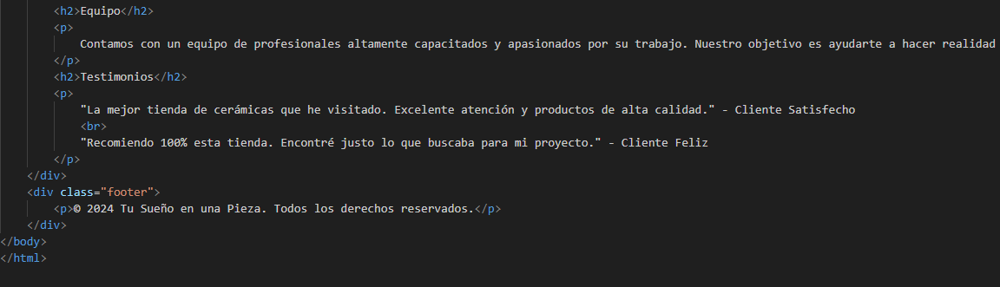 <h2>Equipo</h2>
<p>
Contamos con un equipo de profesionales altamente capacitados y apasionados por su trabajo. Nuestro objetivo es ayudarte a hacer realidad
</p>
<h2>Testimonios</h2>
<p>
"La mejor tienda de cerámicas que he visitado. Excelente atención y productos de alta calidad." - Cliente Satisfecho
<br>
"Recomiendo 100% esta tienda. Encontré justo lo que buscaba para mi proyecto." - Cliente Feliz
</p>
</div>
<div class="footer">
<p>© 2024 Tu Sueño en una Pieza. Todos los derechos reservados.</p>
</div>
</body>
</html>